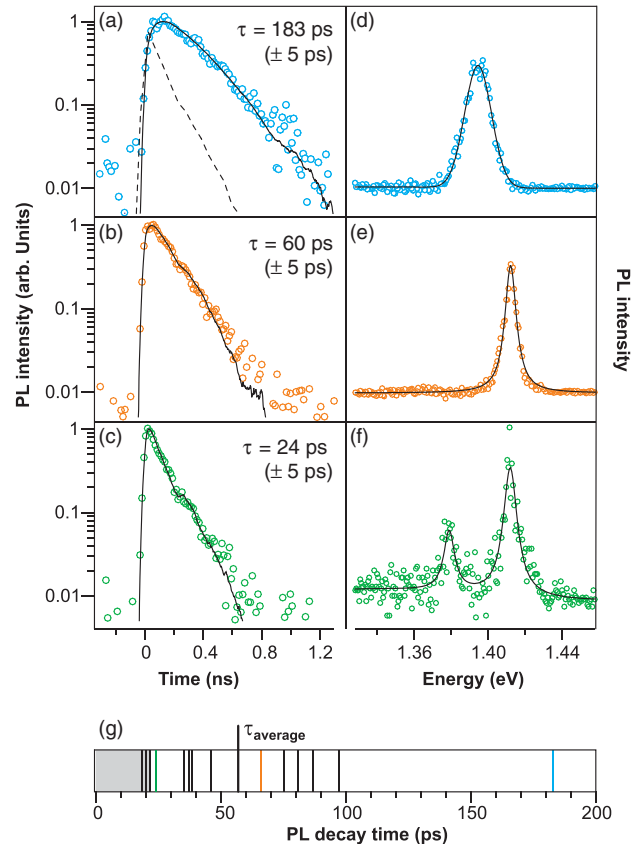 (a)
τ = 183 ps
(± 5 ps)
1
0.1
0.01
(d)
(b)
τ = 60 ps
(± 5 ps)
1
0.1
0.01
(e)
PL intensity (arb. Units)
PL intensity
(c)
τ = 24 ps
(± 5 ps)
1
0.1
0.01
(f)
0 0.4 0.8 1.2
Time (ns)
1.36 1.40 1.44
Energy (eV)
(g)
τaverage
0 50 100 150 200
PL decay time (ps)